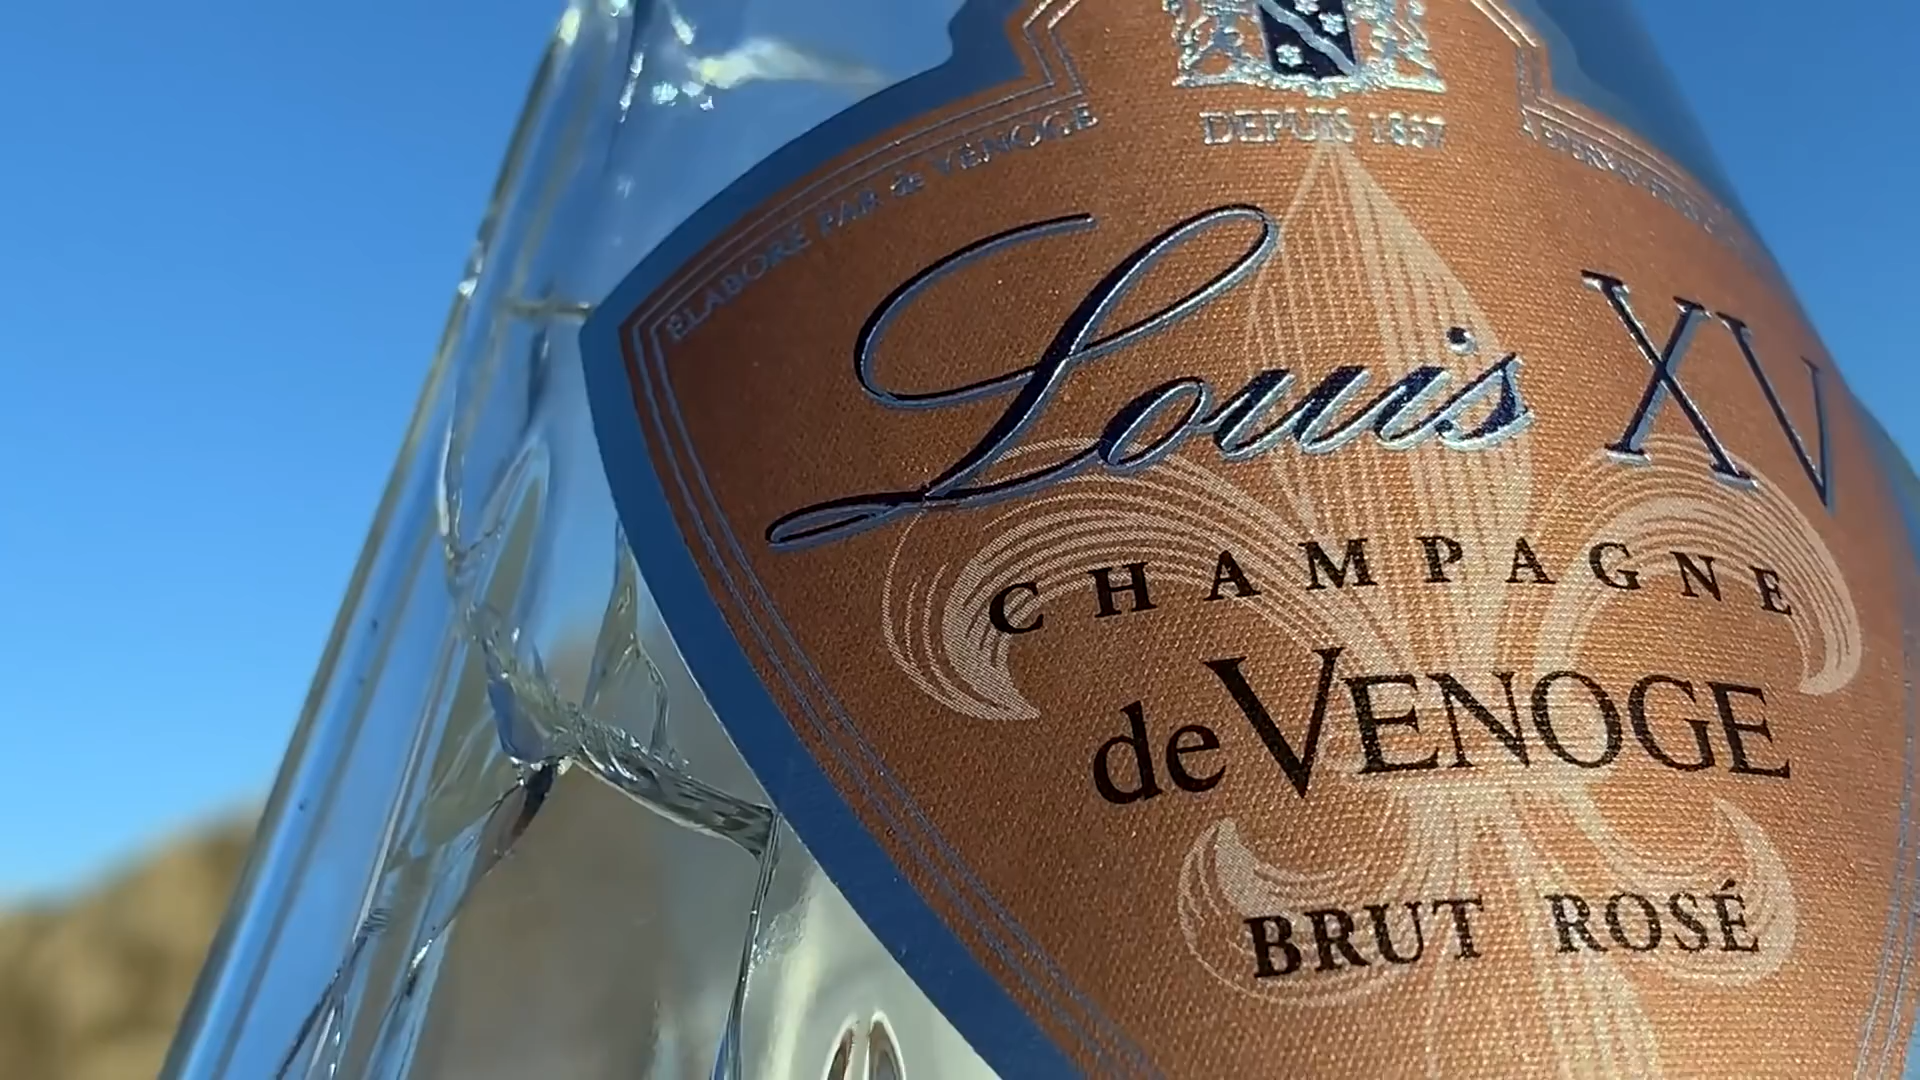 DEPUIS 1837
ÉLABORÉ PAR de VENOGE
Louis XV
CHAMPAGNE
de VENOGE
BRUT ROSÉ